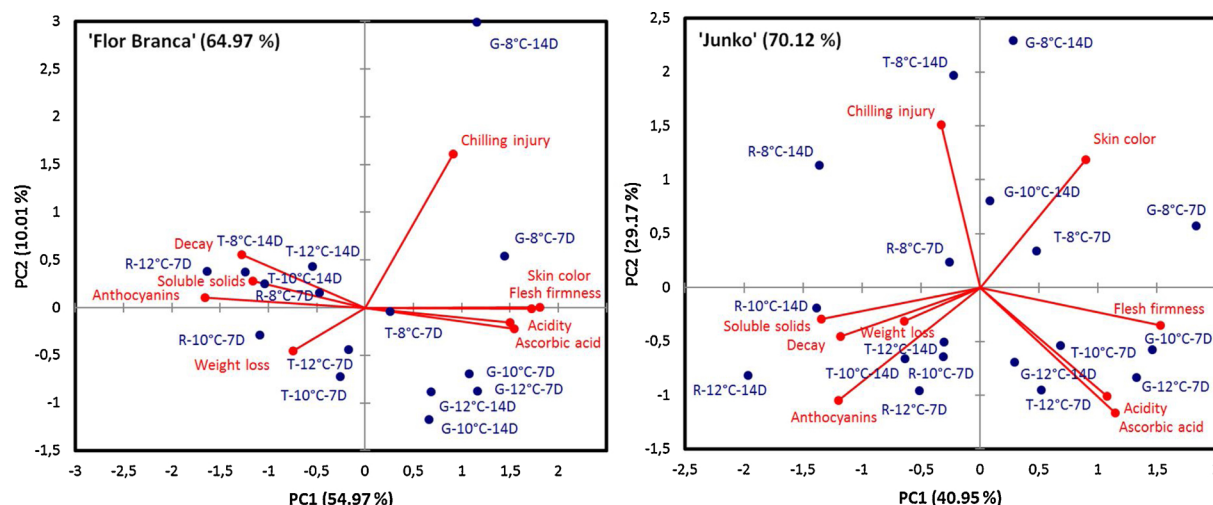 'Flor Branca' (64.97 %)
3
2,5
2
1,5
1
0,5
0
-0,5
-1
-1,5
PC2 (10.01 %)
G-8°C-14D
Chilling injury
G-8°C-7D
Decay
T-8°C-14D
T-12°C-14D
R-12°C-7D
Soluble solids
T-10°C-14D
Skin color
Anthocyanins
R-8°C-7D
Flesh firmness
T-8°C-7D
Acidity
Ascorbic acid
R-10°C-7D
Weight loss
T-12°C-7D
G-10°C-7D
T-10°C-7D
G-12°C-7D
G-12°C-14D
G-10°C-14D
-3
-2,5
-2
-1,5
-1
-0,5
0
0,5
1
1,5
2
PC1 (54.97 %)
'Junko' (70.12 %)
2,5
2
1,5
1
0,5
0
-0,5
-1
-1,5
PC2 (29.17 %)
G-8°C-14D
T-8°C-14D
Chilling injury
Skin color
R-8°C-14D
G-10°C-14D
G-8°C-7D
T-8°C-7D
R-8°C-7D
R-10°C-14D
Flesh firmness
Soluble solids
Weight loss
Decay
T-12°C-14D
G-10°C-7D
T-10°C-7D
T-10°C-14D
R-10°C-7D
G-12°C-14D
G-12°C-7D
R-12°C-14D
R-12°C-7D
T-12°C-7D
Anthocyanins
Acidity
Ascorbic acid
-2,5
-2
-1,5
-1
-0,5
0
0,5
1
1,5
2
PC1 (40.95 %)